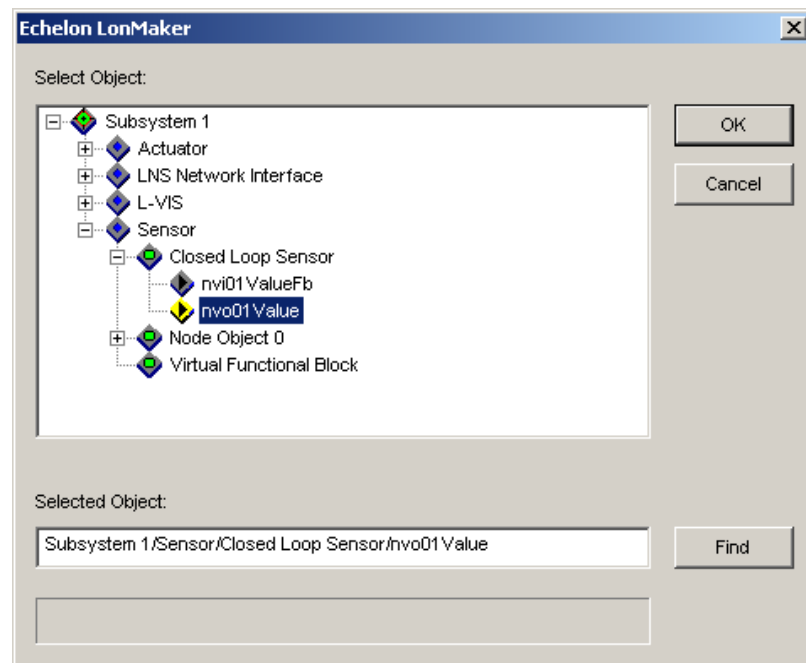 Echelon LonMaker
Select Object:
Subsystem 1
OK
Actuator
LNS Network Interface
Cancel
L-VIS
Sensor
Closed Loop Sensor
nvi01ValueFb
nvo01Value
Node Object 0
Virtual Functional Block
Selected Object:
Subsystem 1/Sensor/Closed Loop Sensor/nvo01Value
Find